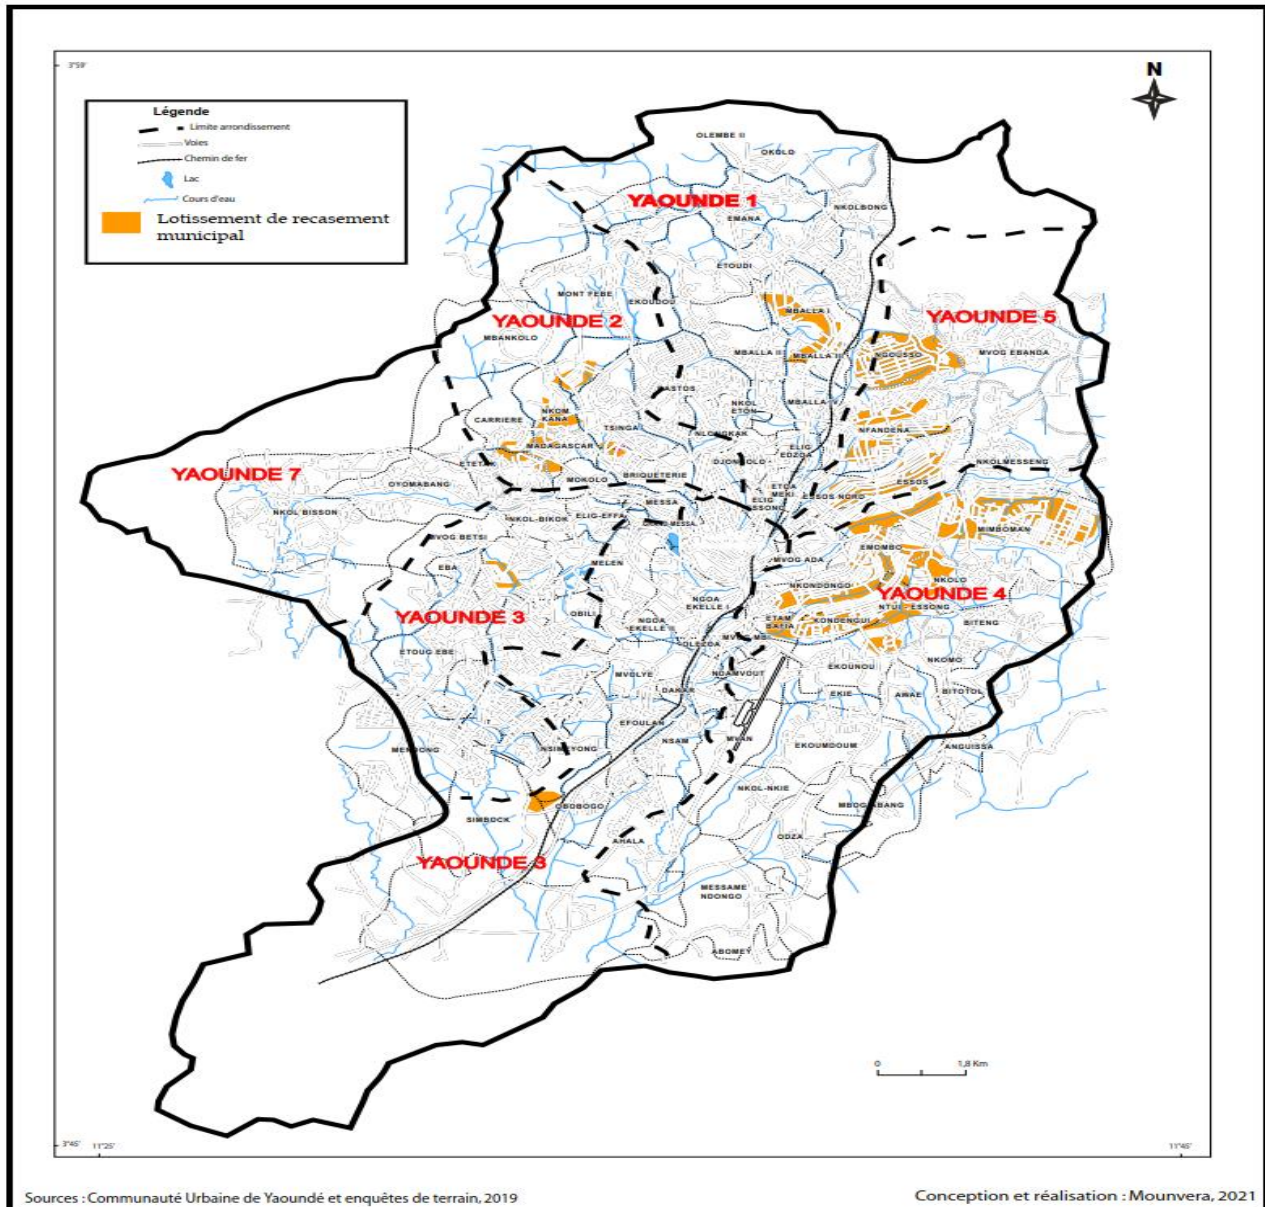 3°59'
N
Légende
Limite arrondissement
Voies
Chemin de fer
Lac
Cours d'eau
Lotissement de recasement
municipal
OLEMBE II
OKOLO
YAOUNDE 1
NKOLBONG
EMANA
ETOUDI
MONT FEBE
EKOUDOU
MBALLA I
YAOUNDE 2
YAOUNDE 5
MBANKOLO
MBALLA II
MBALLA III
NGOUSSO
MVOG EBANDA
BASTOS
NKOL
ETON
MBALLA V
CARRIERE
NKOM
KANA
TSINGA
NLONGKAK
NFANDENA
MADAGASCAR
ELIG
EDZOA
ETETAK
DJONGOLO
NKOLMESSENG
YAOUNDE 7
BRIQUETERIE
MOKOLO
OYOMABANG
ESSOS
ETOA
MEKI
ESSOS NORD
ELIG
ESSONO
MESSA
NKOL BISSON
NKOL-BIKOK
ELIG-EFFA
MIMBOMAN
MVOG BETSI
EMOMBO
MVOG ADA
MELEN
EBA
NKOLO
NKONDONGO
YAOUNDE 4
NGOA
EKELLE I
NTUI-ESSONG
YAOUNDE 3
OBILI
NGOA
EKELLE II
ETAM
BAFIA
KONDENGUI
BITENG
OLEZOA
ETOUG EBE
NKOMO
EKOUNOU
MVOLYE
NDAMVOUT
DAKAR
EKIE
AWAE
BITOTOL
EFOULAN
NSAM
MVAN
EKOUMDOUM
ANGUISSA
MENDONG
NSIMEYONG
NKOL-NKIE
OBOBOGO
SIMBOCK
ODZA
AHALA
YAOUNDE 3
MESSAME
NDONGO
ABOMEY
0 1,8 Km
3°45' 11°25'
11°45'
Sources : Communauté Urbaine de Yaoundé et enquêtes de terrain, 2019
Conception et réalisation : Mounvera, 2021